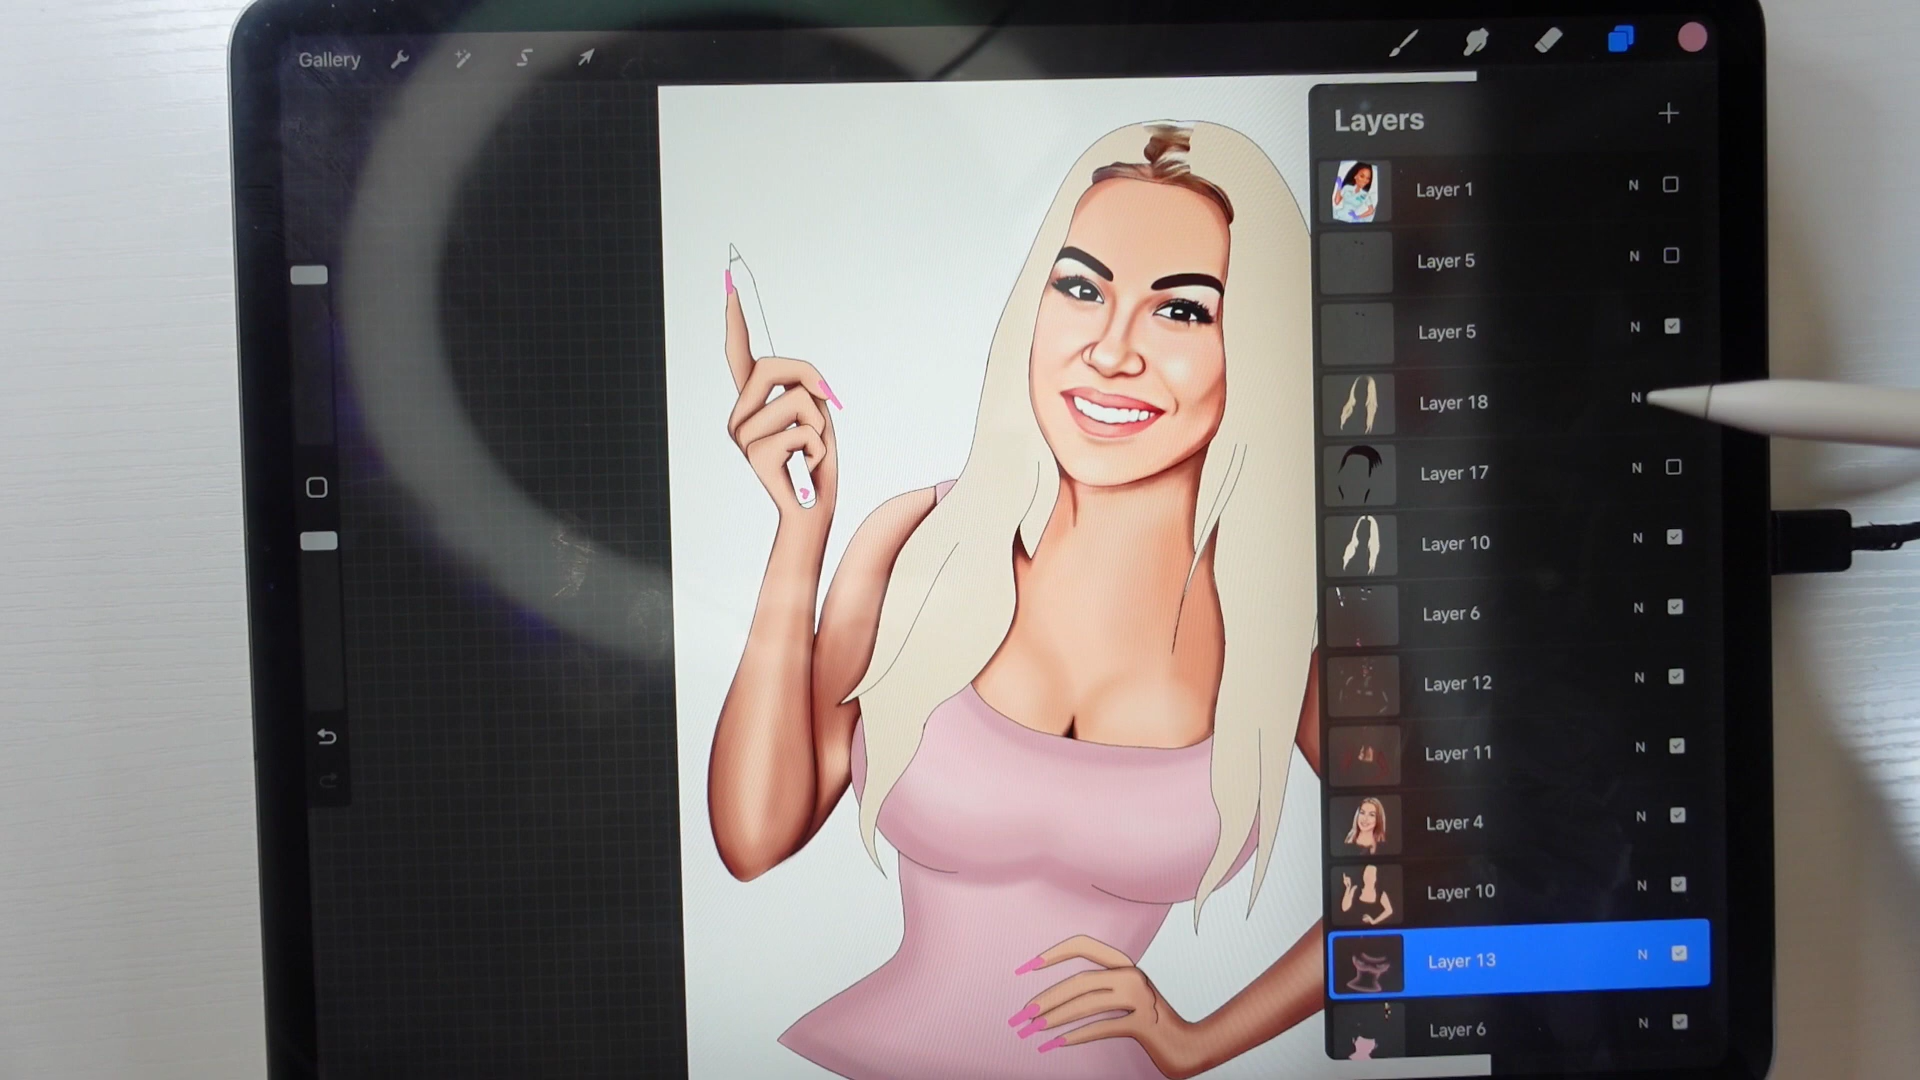 Gallery
Layers
Layer 1 N
Layer 5 N
Layer 5 N
Layer 18 N
Layer 17 N
Layer 10 N
Layer 6 N
Layer 12 N
Layer 11 N
Layer 4 N
Layer 10 N
Layer 13 N
Layer 6 N